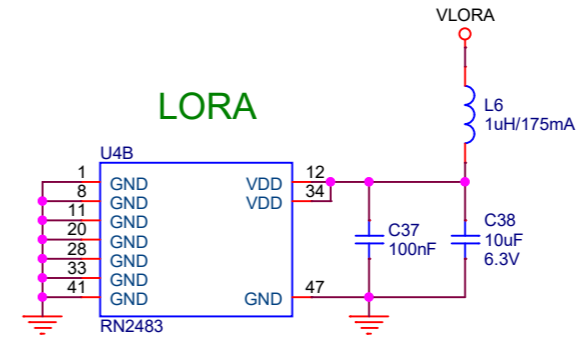 VLORA
LORA
L6
1uH/175mA
U4B
1 GND VDD 12
8 GND VDD 34
11 GND
20 GND
28 GND
33 GND
41 GND GND 47
RN2483
C37
100nF
C38
10uF
6.3V